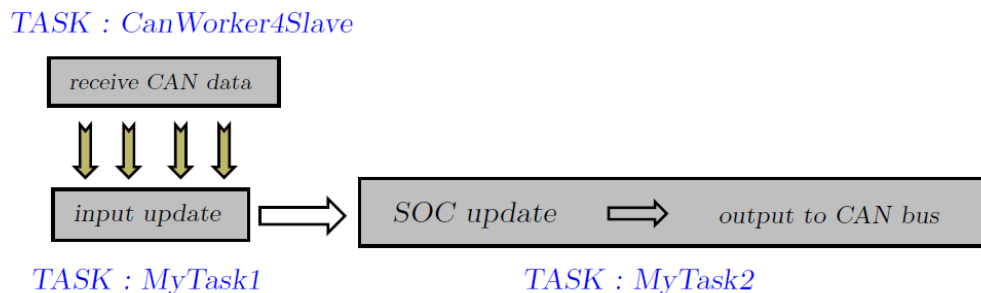 TASK : CanWorker4Slave
receive CAN data
input update
SOC update
output to CAN bus
TASK : MyTask1
TASK : MyTask2